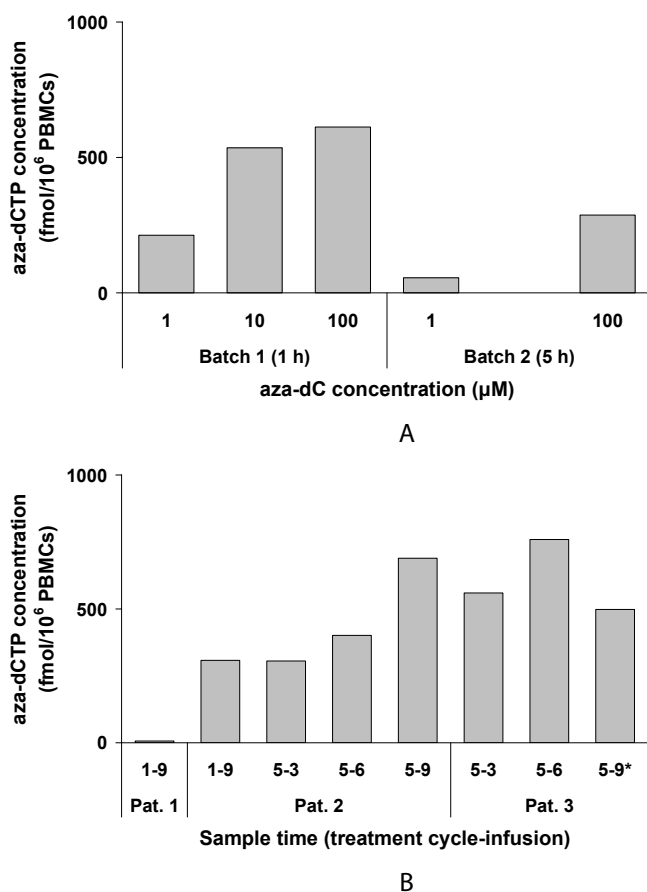 1000
500
0
aza-dCTP concentration
(fmol/10⁶ PBMCs)
1 10 100 1 100
Batch 1 (1 h) Batch 2 (5 h)
aza-dC concentration (µM)
A
1000
500
0
aza-dCTP concentration
(fmol/10⁶ PBMCs)
1-9 1-9 5-3 5-6 5-9 5-3 5-6 5-9*
Pat. 1 Pat. 2 Pat. 3
Sample time (treatment cycle-infusion)
B